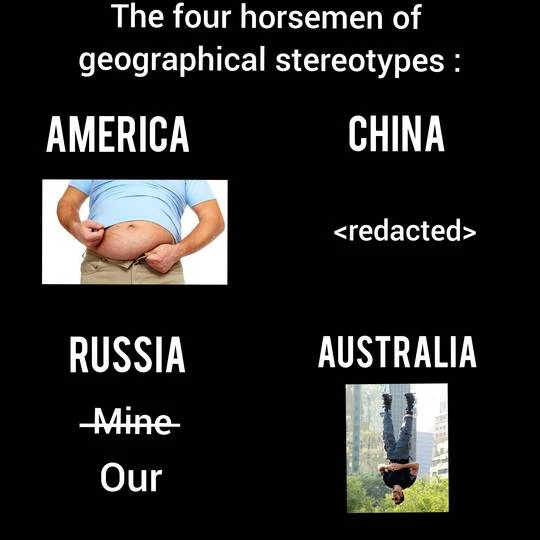 The four horsemen of
geographical stereotypes :
AMERICA
CHINA
<redacted>
RUSSIA
Mine
Our
AUSTRALIA